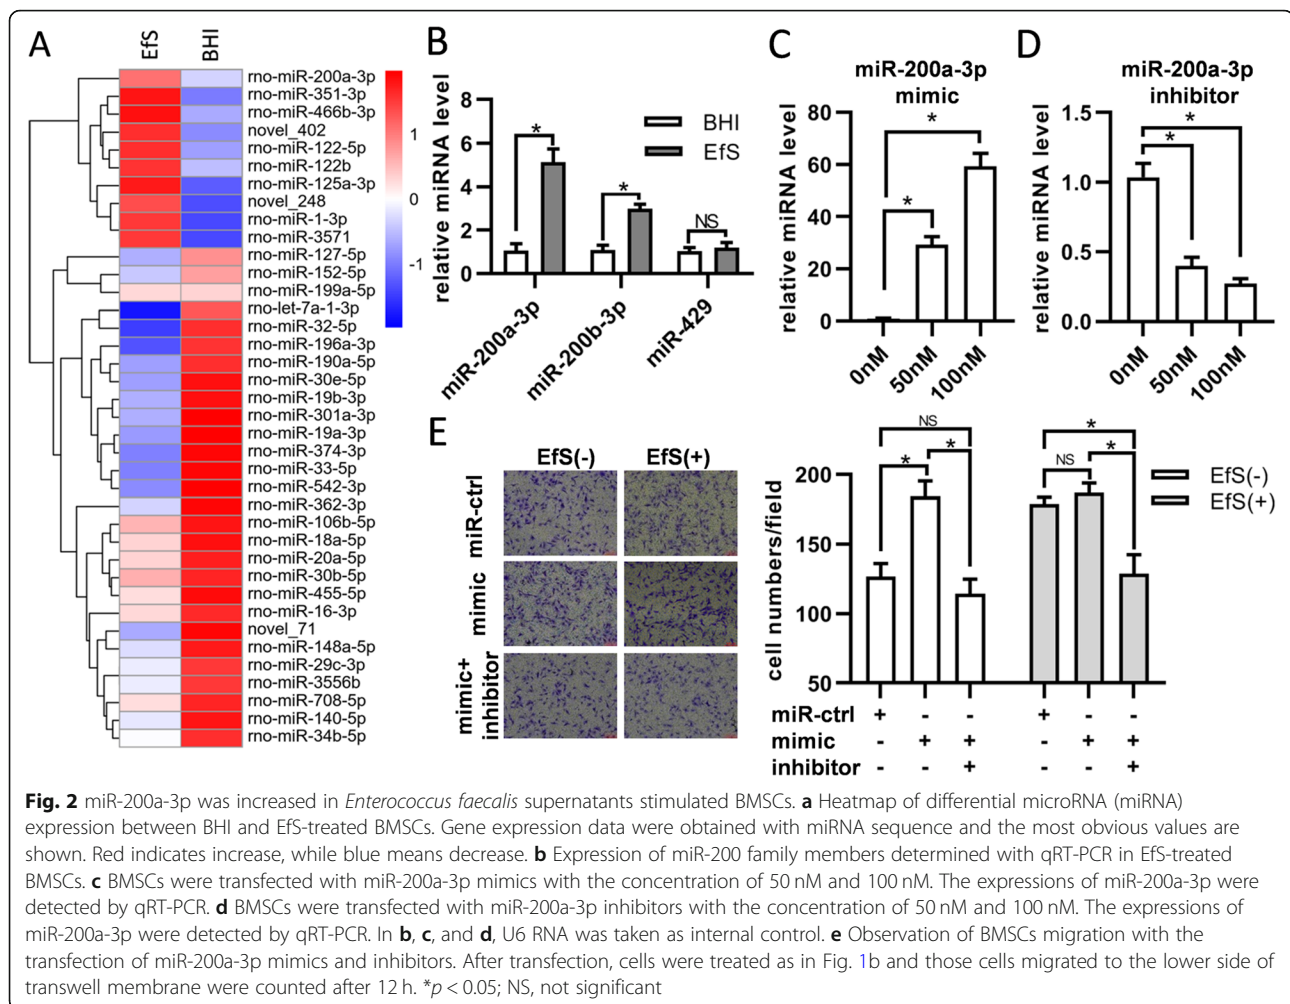 A
EfS
BHI
rno-miR-200a-3p
rno-miR-351-3p
rno-miR-466b-3p
novel_402
rno-miR-122-5p
rno-miR-122b
rno-miR-125a-3p
novel_248
rno-miR-1-3p
rno-miR-3571
rno-miR-127-5p
rno-miR-152-5p
rno-miR-199a-5p
rno-let-7a-1-3p
rno-miR-32-5p
rno-miR-196a-3p
rno-miR-190a-5p
rno-miR-30e-5p
rno-miR-19b-3p
rno-miR-301a-3p
rno-miR-19a-3p
rno-miR-374-3p
rno-miR-33-5p
rno-miR-542-3p
rno-miR-362-3p
rno-miR-106b-5p
rno-miR-18a-5p
rno-miR-20a-5p
rno-miR-30b-5p
rno-miR-455-5p
rno-miR-16-3p
novel_71
rno-miR-148a-5p
rno-miR-29c-3p
rno-miR-3556b
rno-miR-708-5p
rno-miR-140-5p
rno-miR-34b-5p
1
0
-1
B
relative miRNA level
8
6
4
2
0
* * NS
BHI
EfS
miR-200a-3p
miR-200b-3p
miR-429
C
miR-200a-3p
mimic
relative miRNA level
80
60
40
20
0
*
*
0nM
50nM
100nM
D
miR-200a-3p
inhibitor
relative miRNA level
1.5
1.0
0.5
0.0
*
*
0nM
50nM
100nM
E
EfS(-) EfS(+)
miR-ctrl
mimic
mimic+
inhibitor
cell numbers/field
200
150
100
50
NS
* *
*
NS *
EfS(-)
EfS(+)
miR-ctrl + - - + - -
mimic - + + - + +
inhibitor - - + - - +
Fig. 2 miR-200a-3p was increased in Enterococcus faecalis supernatants stimulated BMSCs. a Heatmap of differential microRNA (miRNA)
expression between BHI and EfS-treated BMSCs. Gene expression data were obtained with miRNA sequence and the most obvious values are
shown. Red indicates increase, while blue means decrease. b Expression of miR-200 family members determined with qRT-PCR in EfS-treated
BMSCs. c BMSCs were transfected with miR-200a-3p mimics with the concentration of 50 nM and 100 nM. The expressions of miR-200a-3p were
detected by qRT-PCR. d BMSCs were transfected with miR-200a-3p inhibitors with the concentration of 50 nM and 100 nM. The expressions of
miR-200a-3p were detected by qRT-PCR. In b, c, and d, U6 RNA was taken as internal control. e Observation of BMSCs migration with the
transfection of miR-200a-3p mimics and inhibitors. After transfection, cells were treated as in Fig. 1b and those cells migrated to the lower side of
transwell membrane were counted after 12 h. *p < 0.05; NS, not significant